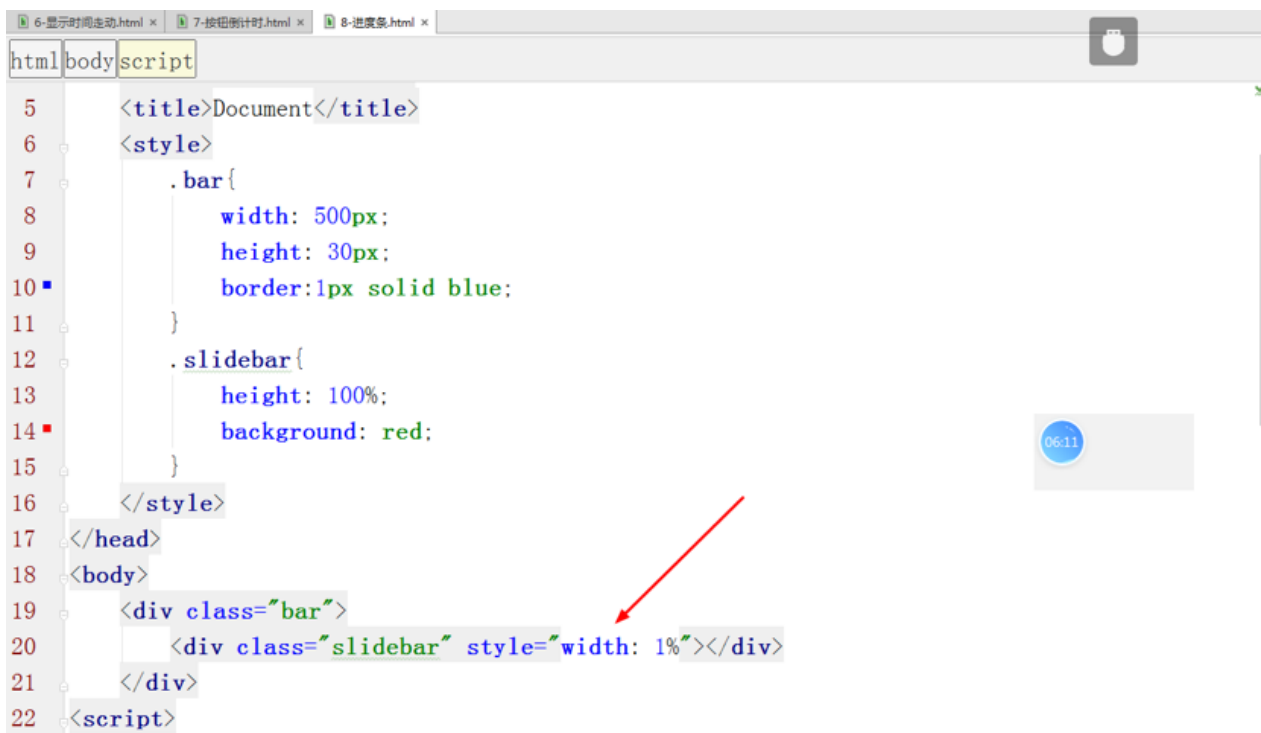 6-显示时间走动.html × 7-按钮倒计时.html × 8-进度条.html ×
html body script
5 <title>Document</title>
6 <style>
7 .bar{
8 width: 500px;
9 height: 30px;
10 border:1px solid blue;
11 }
12 .slidebar{
13 height: 100%;
14 background: red;
15 }
16 </style>
17 </head>
18 <body>
19 <div class="bar">
20 <div class="slidebar" style="width: 1%"></div>
21 </div>
22 <script>
06:11